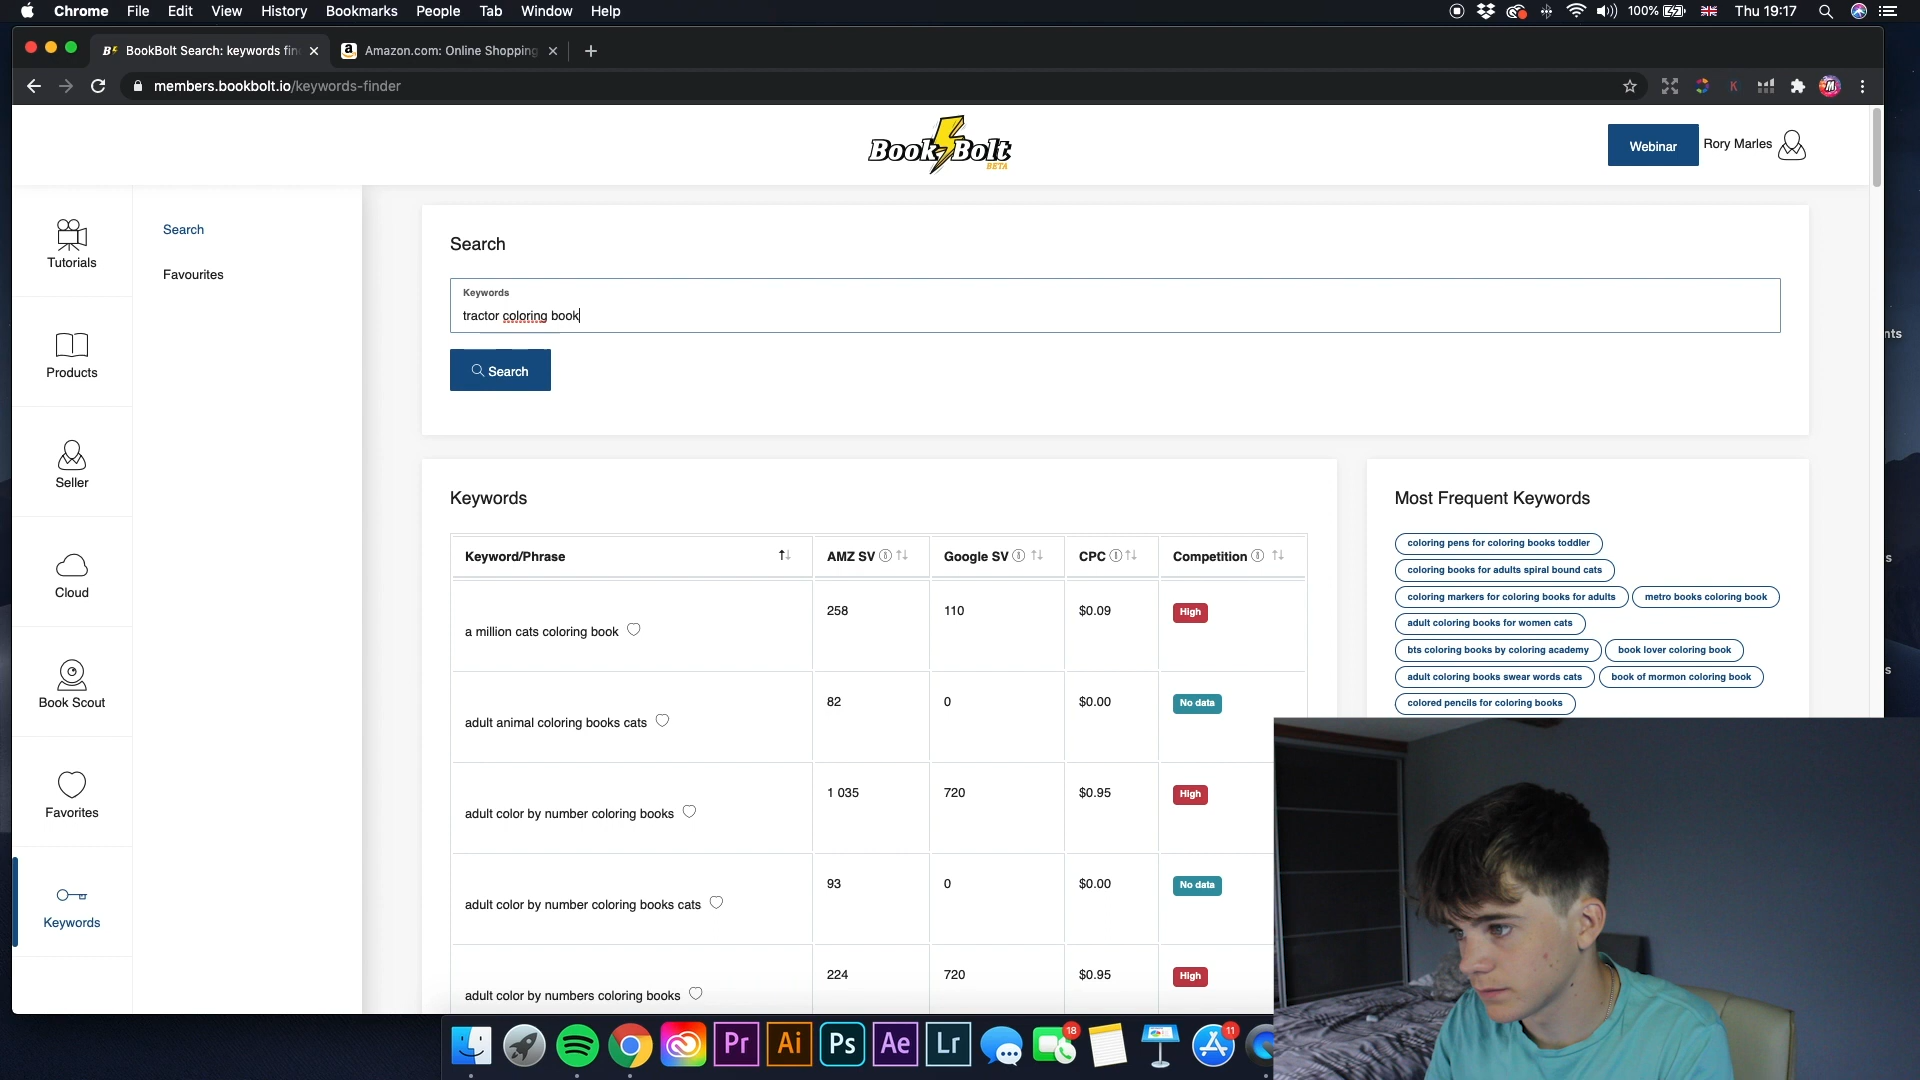 Chrome File Edit View History Bookmarks People Tab Window Help 100% Thu 19:17
BookBolt Search: keywords fin Amazon.com: Online Shopping
members.bookbolt.io/keywords-finder
Book Bolt
BETA
Webinar Rory Marles
Tutorials
Products
Seller
Cloud
Book Scout
Favorites
Keywords
Search
Favourites
Search
Keywords
tractor coloring book
Search
Keywords
Keyword/Phrase AMZ SV Google SV CPC Competition
a million cats coloring book 258 110 $0.09 High
adult animal coloring books cats 82 0 $0.00 No data
adult color by number coloring books 1 035 720 $0.95 High
adult color by number coloring books cats 93 0 $0.00 No data
adult color by numbers coloring books 224 720 $0.95 High
Most Frequent Keywords
coloring pens for coloring books toddler
coloring books for adults spiral bound cats
coloring markers for coloring books for adults metro books coloring book
adult coloring books for women cats
bts coloring books by coloring academy book lover coloring book
adult coloring books swear words cats book of mormon coloring book
colored pencils for coloring books
nts
s
s
Pr Ai Ps Ae Lr 18 11